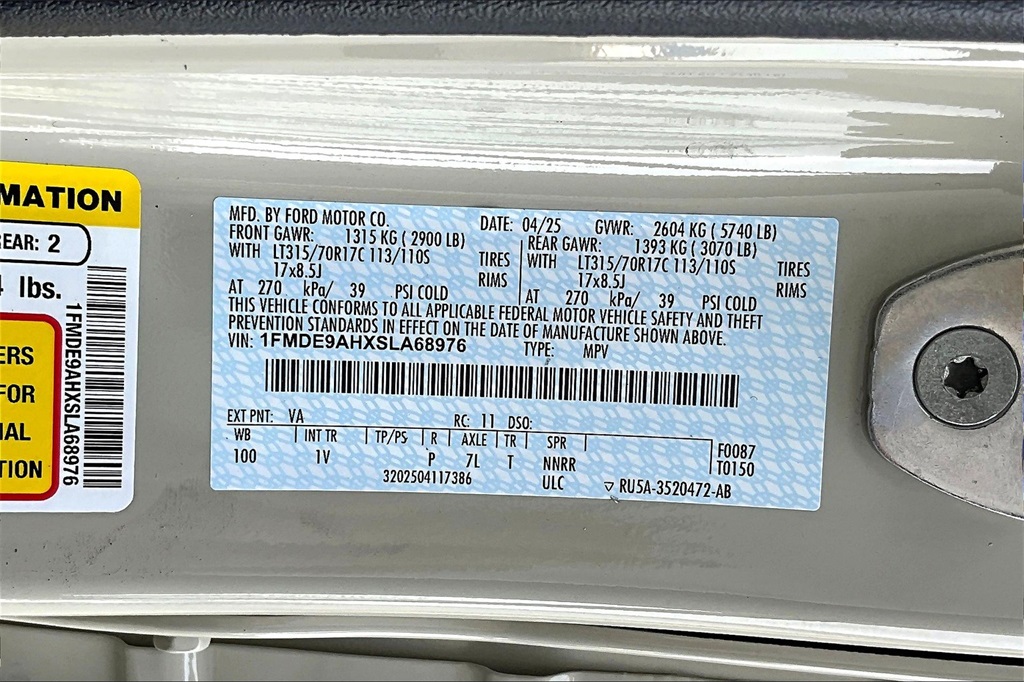 MATION
REAR: 2
lbs.
ERS
FOR
TION
1FMDE9AHXSLA68976
MFD. BY FORD MOTOR CO. DATE: 04/25 GVWR: 2604 KG ( 5740 LB)
FRONT GAWR: 1315 KG ( 2900 LB) REAR GAWR: 1393 KG ( 3070 LB)
WITH LT315/70R17C 113/110S TIRES WITH LT315/70R17C 113/110S TIRES
17x8.5J RIMS 17x8.5J RIMS
AT 270 kPa/ 39 PSI COLD AT 270 kPa/ 39 PSI COLD
THIS VEHICLE CONFORMS TO ALL APPLICABLE FEDERAL MOTOR VEHICLE SAFETY AND THEFT
PREVENTION STANDARDS IN EFFECT ON THE DATE OF MANUFACTURE SHOWN ABOVE.
VIN: 1FMDE9AHXSLA68976 TYPE: MPV
EXT PNT: VA RC: 11 DSO:
WB INT TR TP/PS R AXLE TR SPR F0087
100 1V P 7L T NNRR T0150
3202504117386 ULC ▽ RU5A-3520472-AB